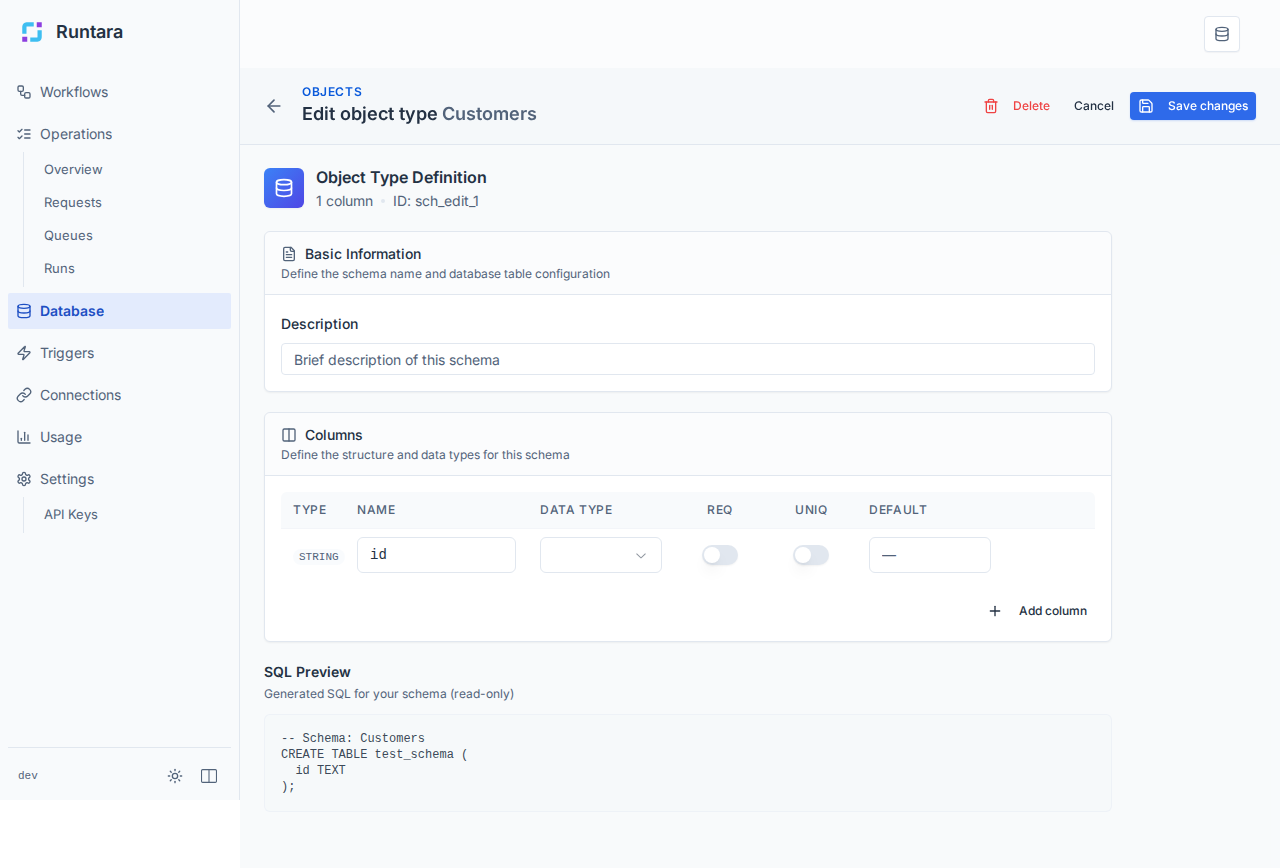 Runtara
Workflows
Operations
Overview
Requests
Queues
Runs
Database
Triggers
Connections
Usage
Settings
API Keys
dev
OBJECTS
Edit object type Customers
Delete
Cancel
Save changes
Object Type Definition
1 column • ID: sch_edit_1
Basic Information
Define the schema name and database table configuration
Description
Brief description of this schema
Columns
Define the structure and data types for this schema
TYPE NAME DATA TYPE REQ UNIQ DEFAULT
STRING id —
Add column
SQL Preview
Generated SQL for your schema (read-only)
-- Schema: Customers
CREATE TABLE test_schema (
  id TEXT
);